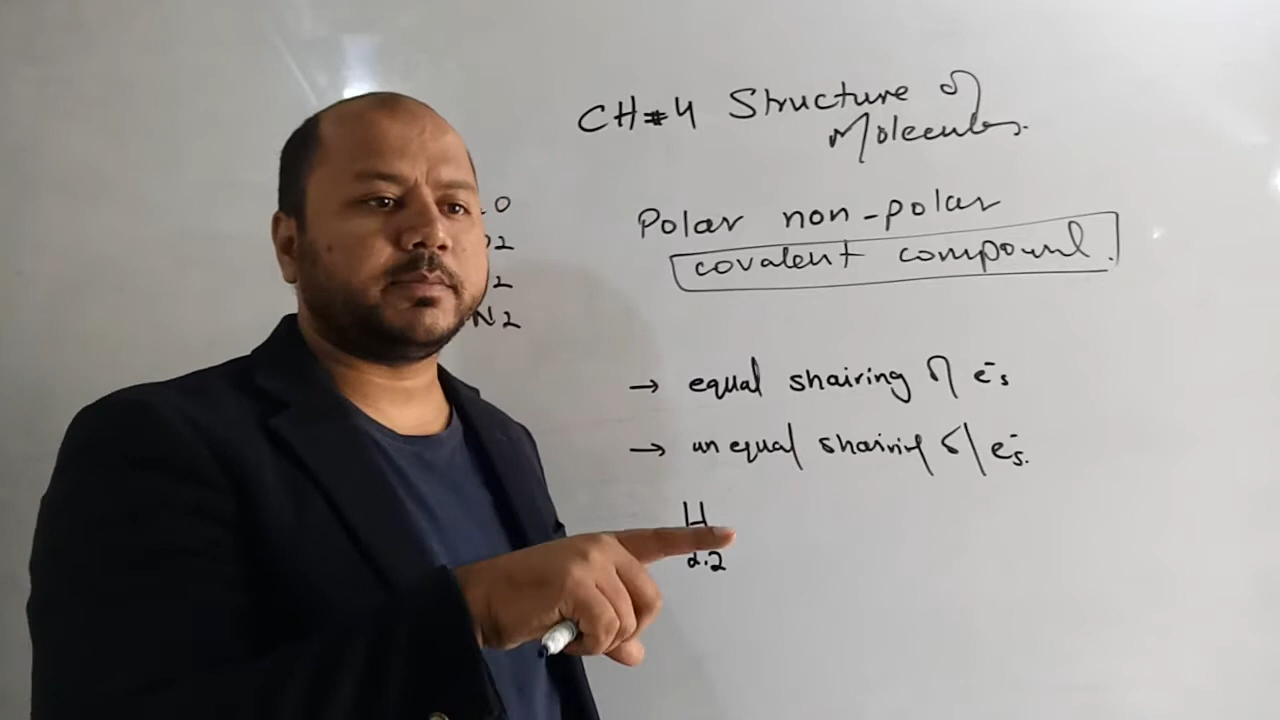 CH#4 Structure of
Molecules.
Polar non-polar
covalent compound.
O
2
2
N2
→ equal shairing of e⁻s
→ unequal shairing of e⁻s.
H
2.2